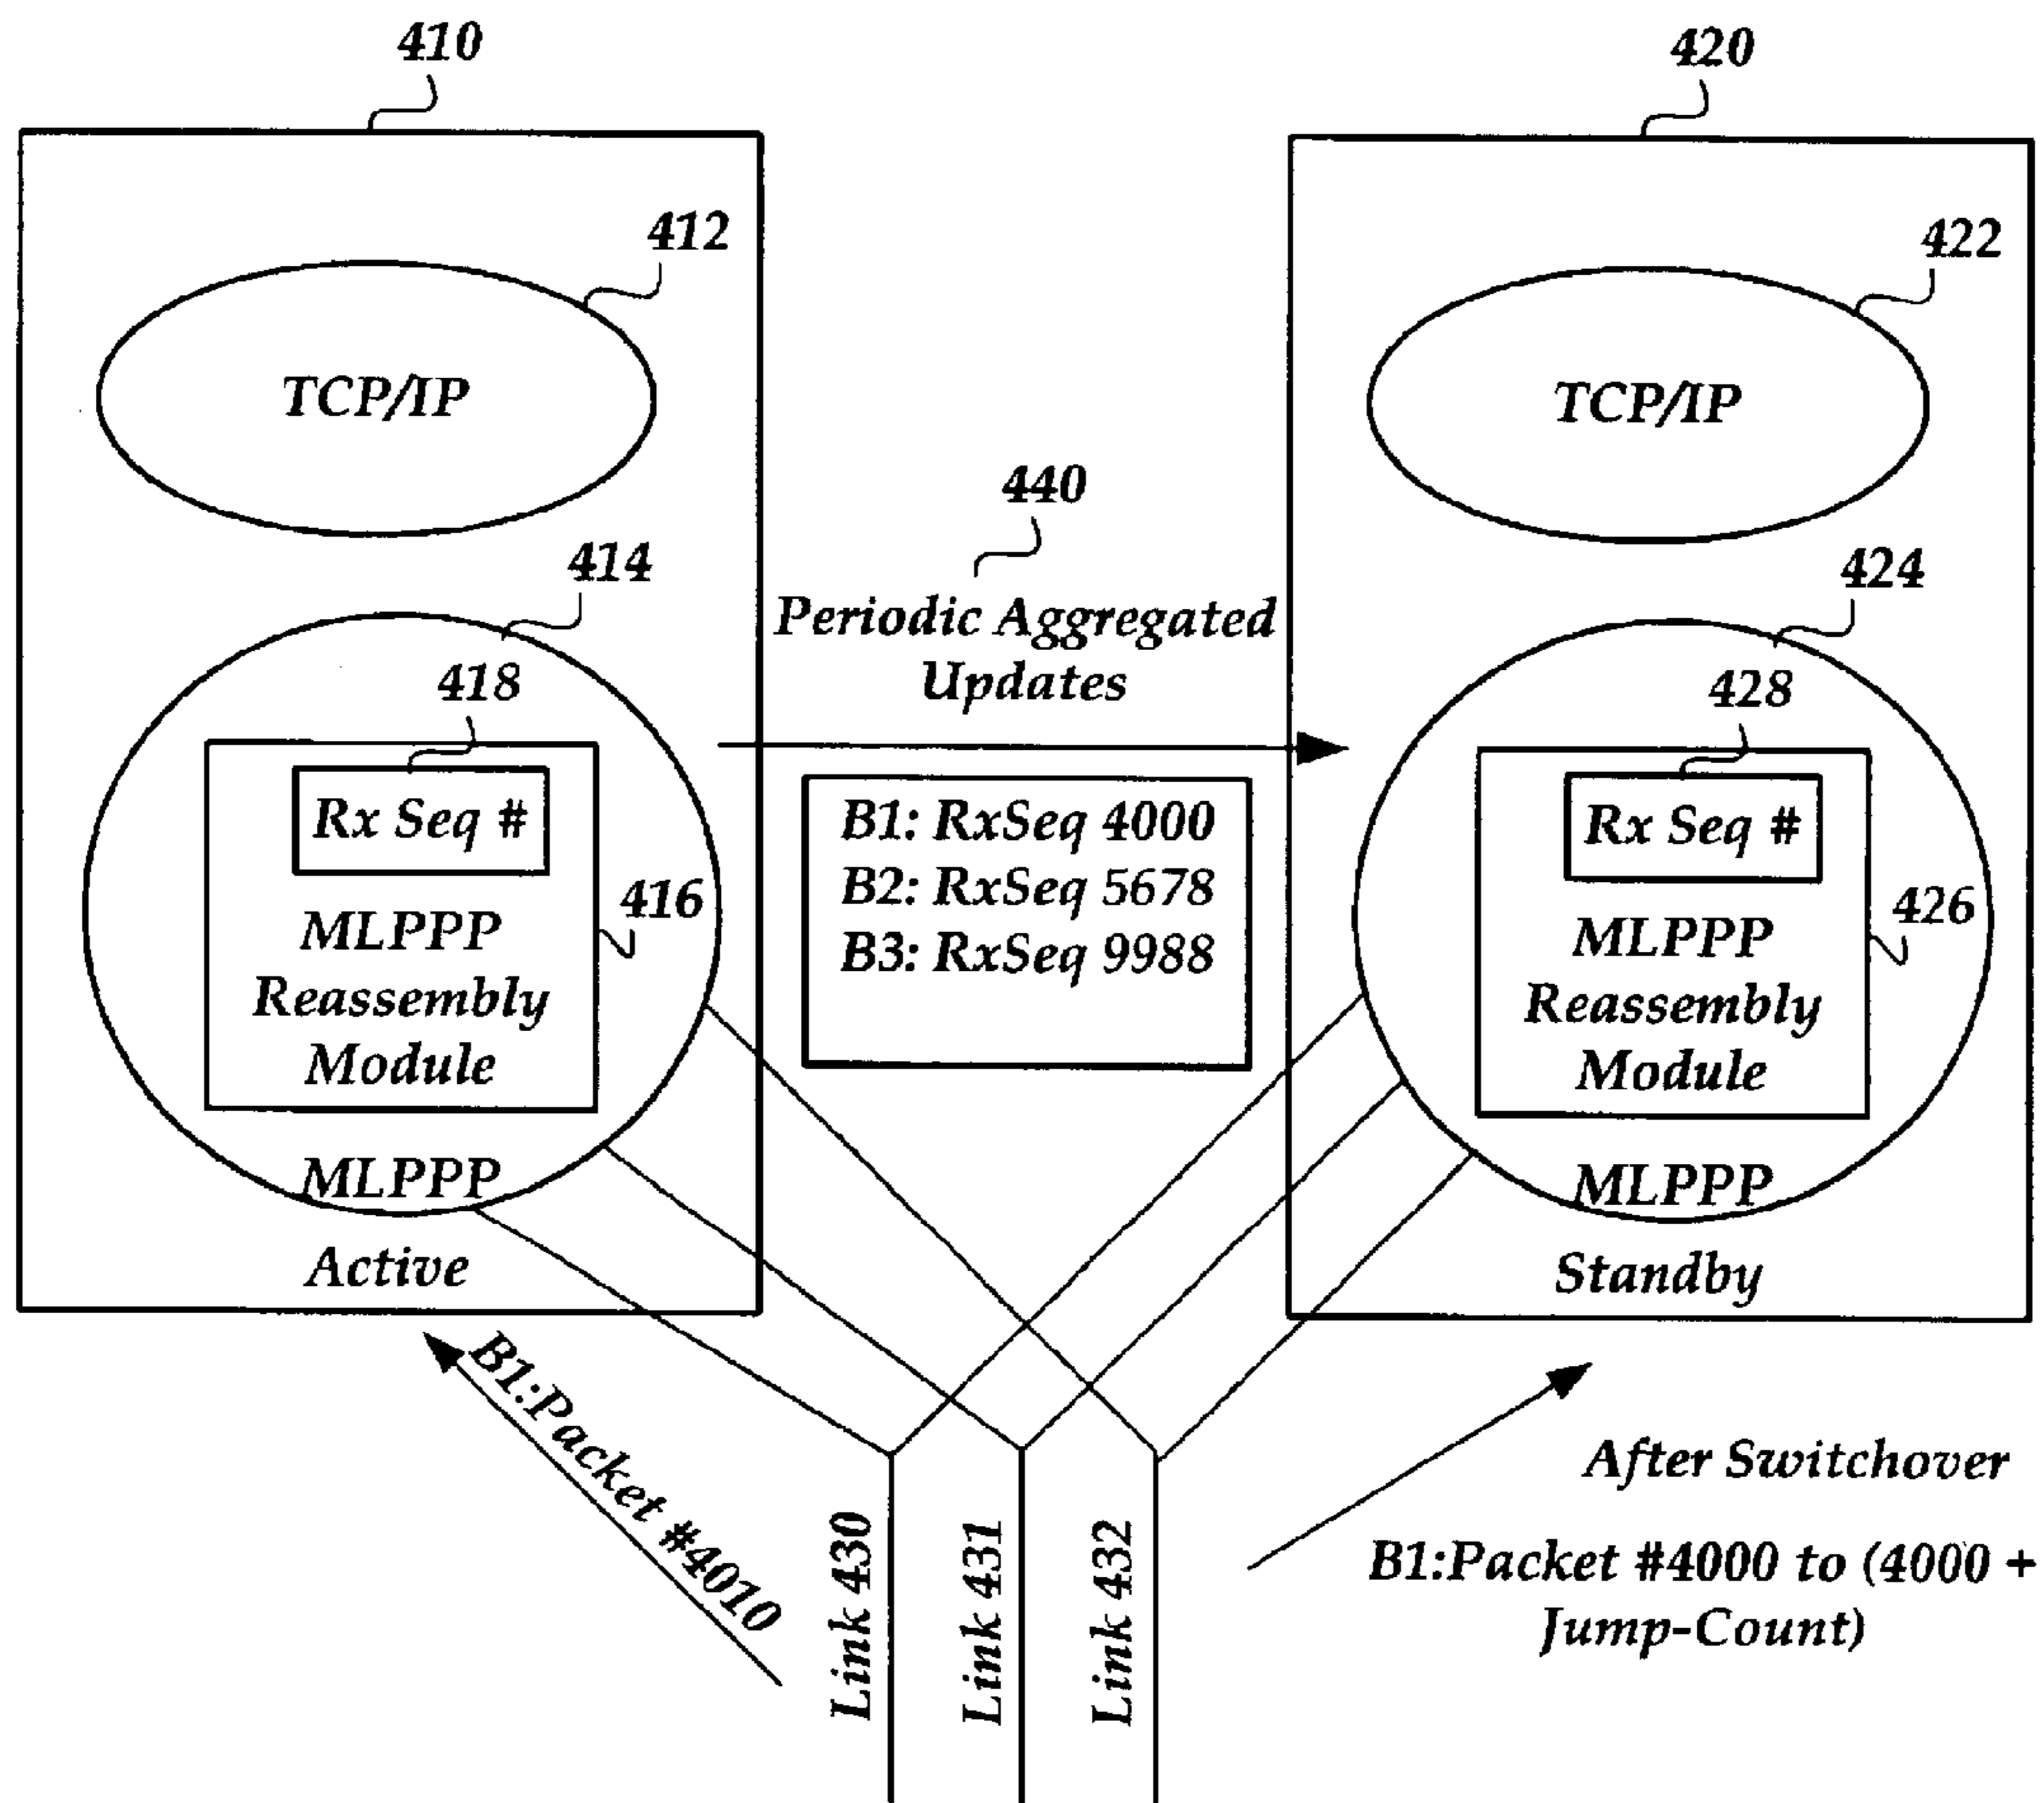 410
420
412
422
TCP/IP
TCP/IP
440
414
424
Periodic Aggregated
Updates
418
428
Rx Seq #
Rx Seq #
B1: RxSeq 4000
B2: RxSeq 5678
B3: RxSeq 9988
416
426
MLPPP
Reassembly
Module
MLPPP
Reassembly
Module
MLPPP
MLPPP
Active
Standby
B1:Packet #4010
Link 430
Link 431
Link 432
After Switchover
B1:Packet #4000 to (4000 +
Jump-Count)